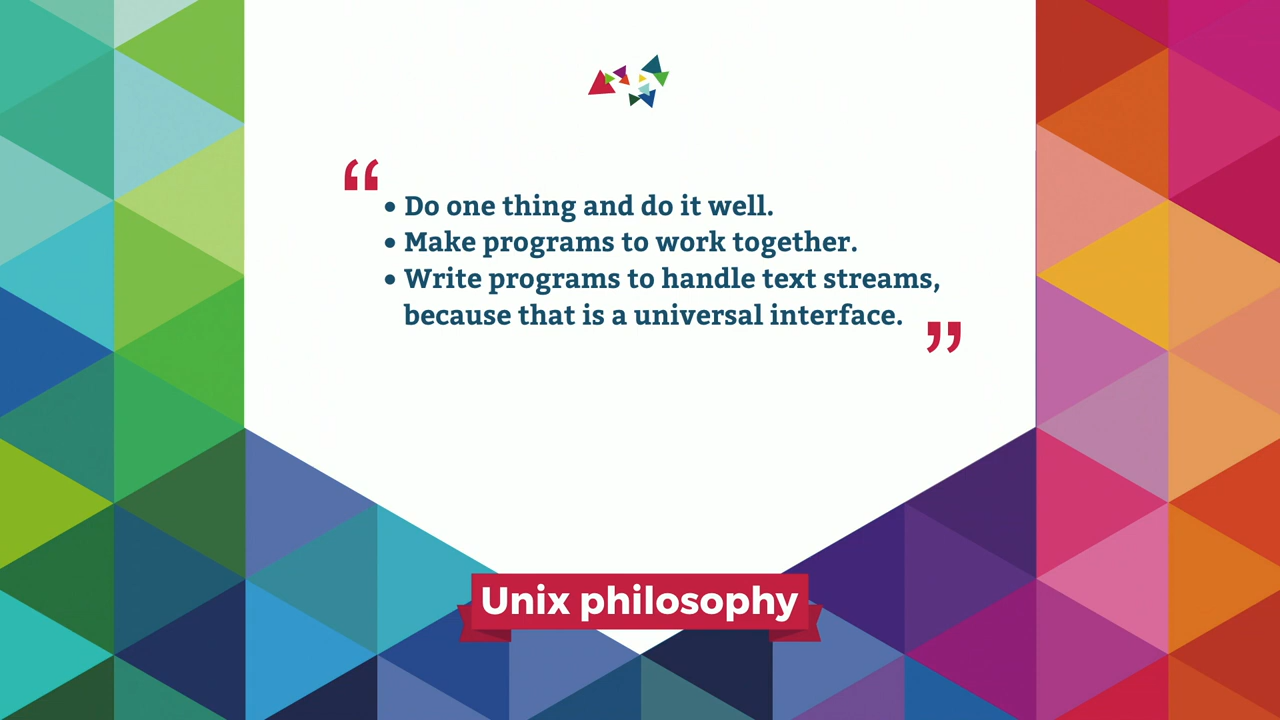 “
• Do one thing and do it well.
• Make programs to work together.
• Write programs to handle text streams,
because that is a universal interface.
”
Unix philosophy